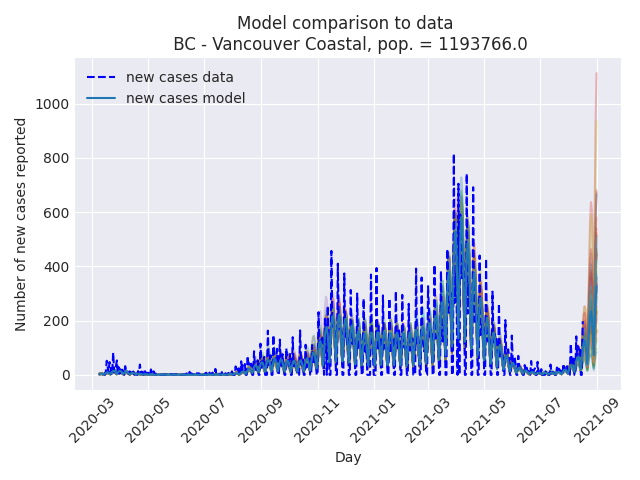 Model comparison to data
BC - Vancouver Coastal, pop. = 1193766.0
new cases data
new cases model
Number of new cases reported
1000
800
600
400
200
0
2020-03
2020-05
2020-07
2020-09
2020-11
2021-01
2021-03
2021-05
2021-07
2021-09
Day